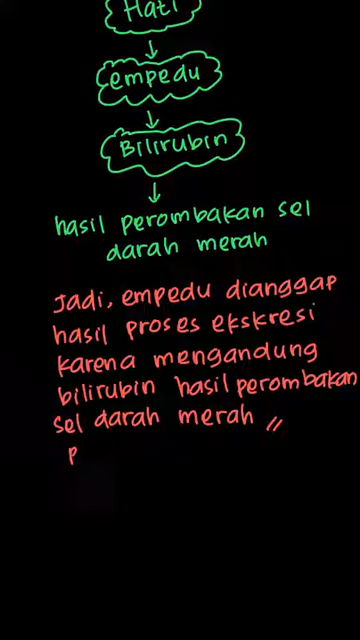 Hati
empedu
Bilirubin
hasil perombakan sel
darah merah
Jadi, empedu dianggap
hasil proses ekskresi
karena mengandung
bilirubin hasil perombakan
sel darah merah //
P